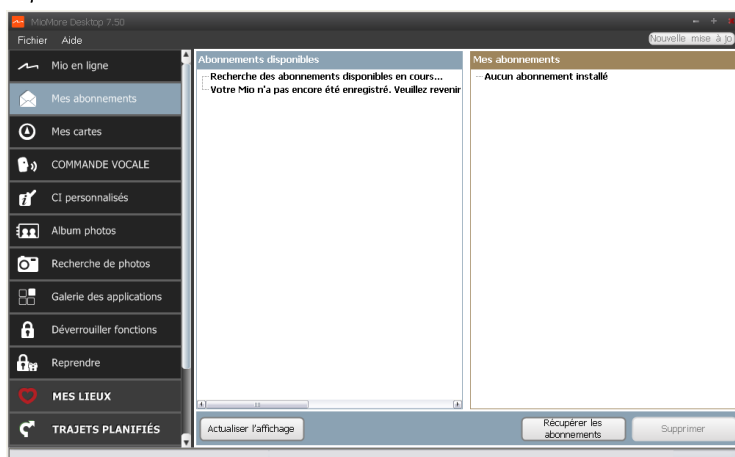 MioMore Desktop 7.50
Fichier Aide
Nouvelle mise à jo
Mio en ligne
Mes abonnements
Mes cartes
COMMANDE VOCALE
CI personnalisés
Album photos
Recherche de photos
Galerie des applications
Déverrouiller fonctions
Reprendre
MES LIEUX
TRAJETS PLANIFIÉS
Abonnements disponibles
Recherche des abonnements disponibles en cours...
Votre Mio n'a pas encore été enregistré. Veuillez revenir
Actualiser l'affichage
Mes abonnements
Aucun abonnement installé
Récupérer les
abonnements
Supprimer